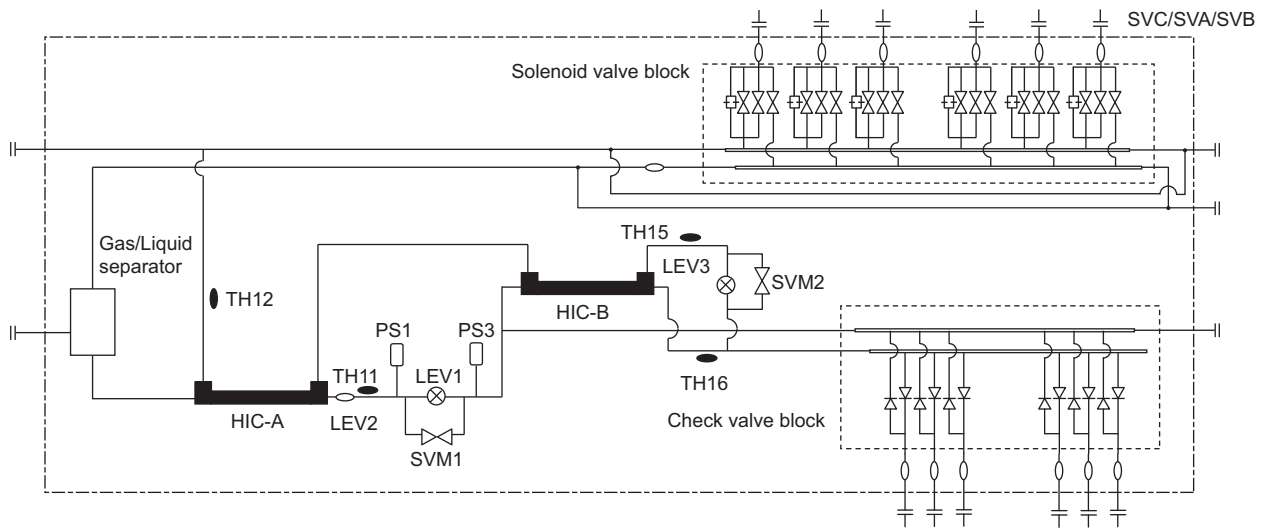 SVC/SVA/SVB
Solenoid valve block
Gas/Liquid
separator
TH15
LEV3
TH12
SVM2
HIC-B
PS1
PS3
TH11
LEV1
TH16
HIC-A
LEV2
Check valve block
SVM1